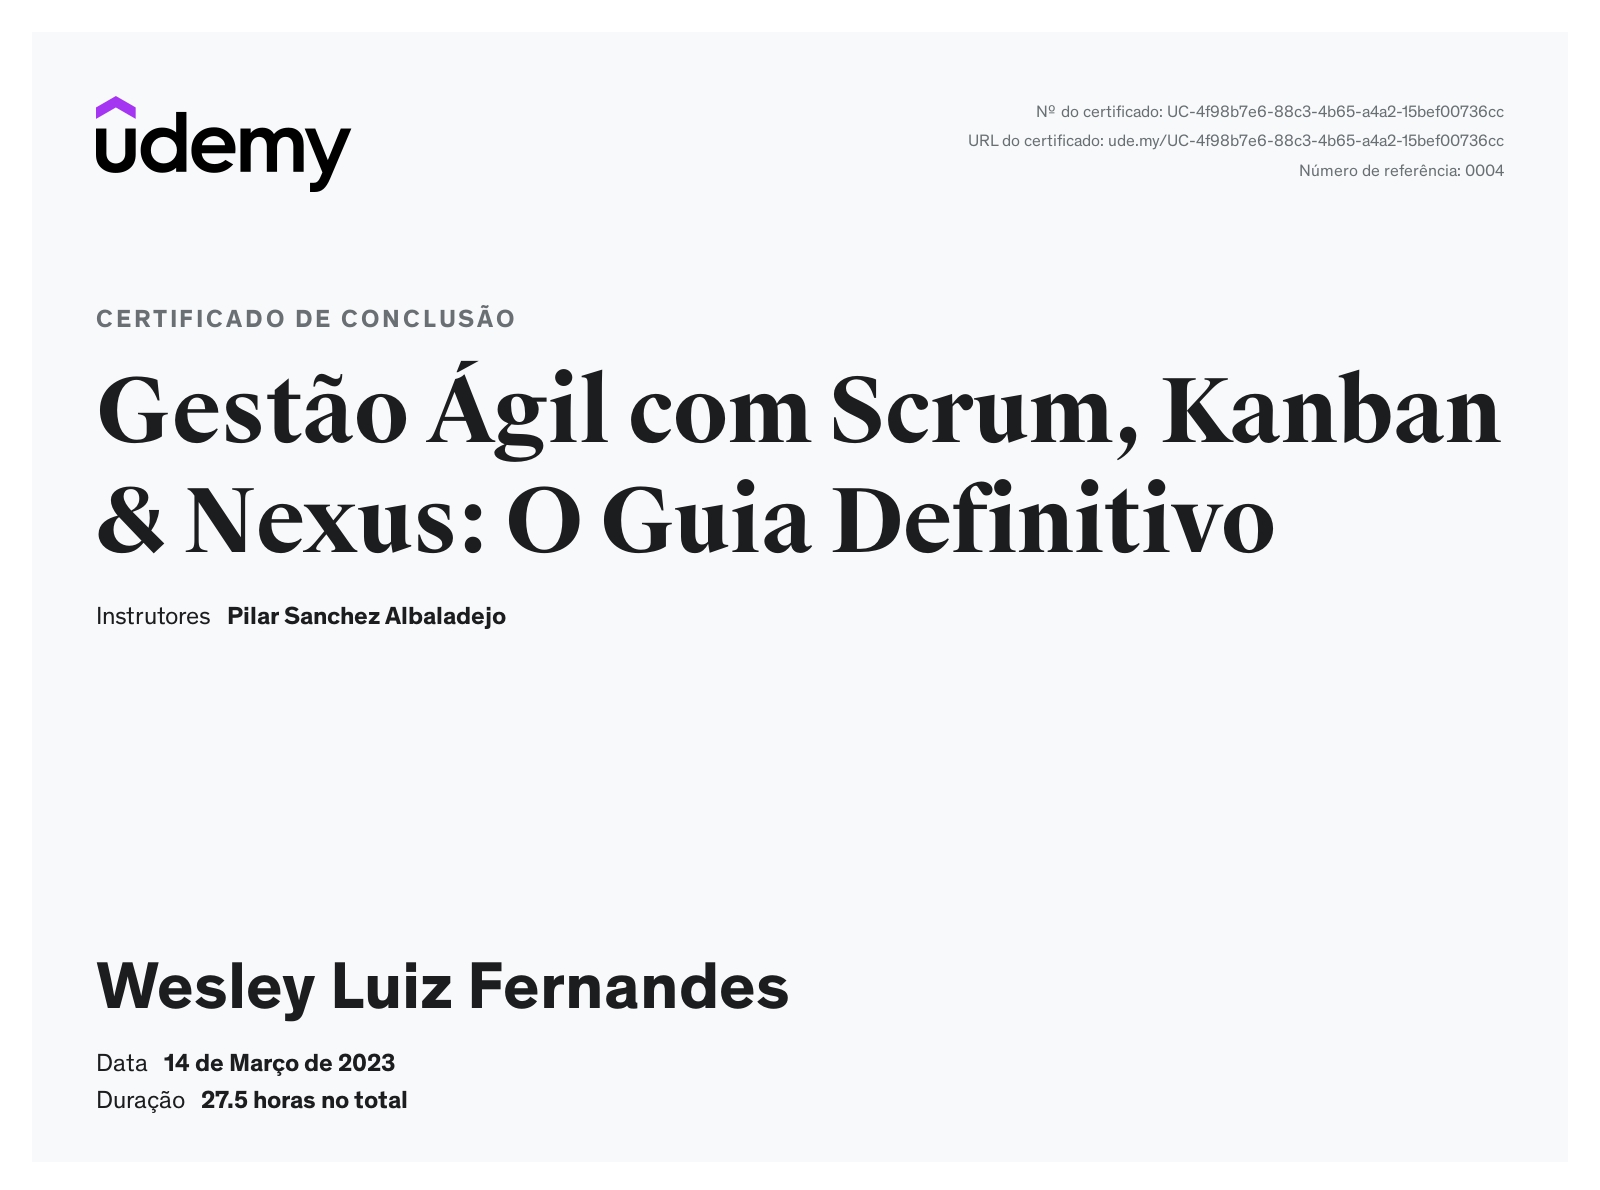 udemy
Nº do certificado: UC-4f98b7e6-88c3-4b65-a4a2-15bef00736cc
URL do certificado: ude.my/UC-4f98b7e6-88c3-4b65-a4a2-15bef00736cc
Número de referência: 0004
CERTIFICADO DE CONCLUSÃO
Gestão Ágil com Scrum, Kanban
& Nexus: O Guia Definitivo
Instrutores Pilar Sanchez Albaladejo
Wesley Luiz Fernandes
Data 14 de Março de 2023
Duração 27.5 horas no total